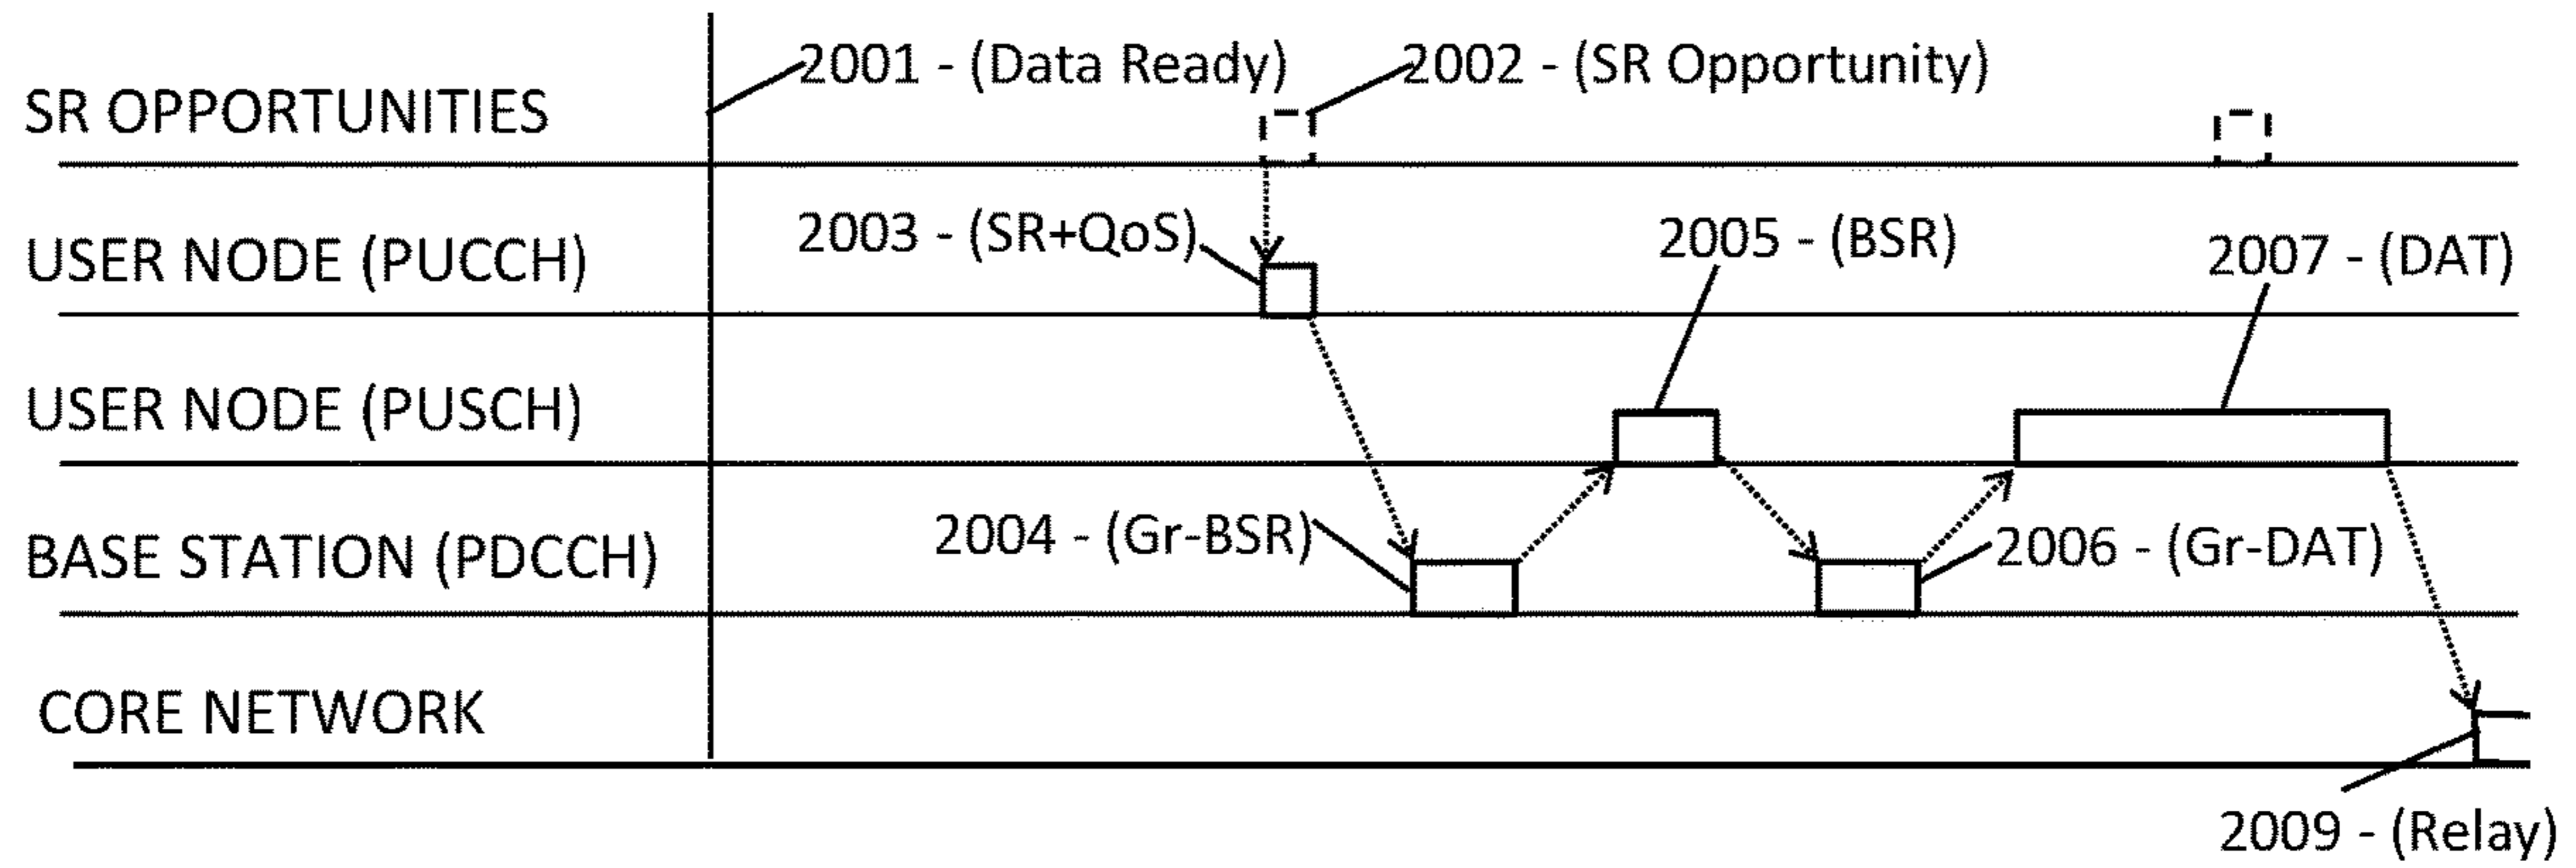 2001 - (Data Ready)
2002 - (SR Opportunity)
SR OPPORTUNITIES
2003 - (SR+QoS)
2005 - (BSR)
USER NODE (PUCCH)
2007 - (DAT)
USER NODE (PUSCH)
2004 - (Gr-BSR)
2006 - (Gr-DAT)
BASE STATION (PDCCH)
CORE NETWORK
2009 - (Relay)